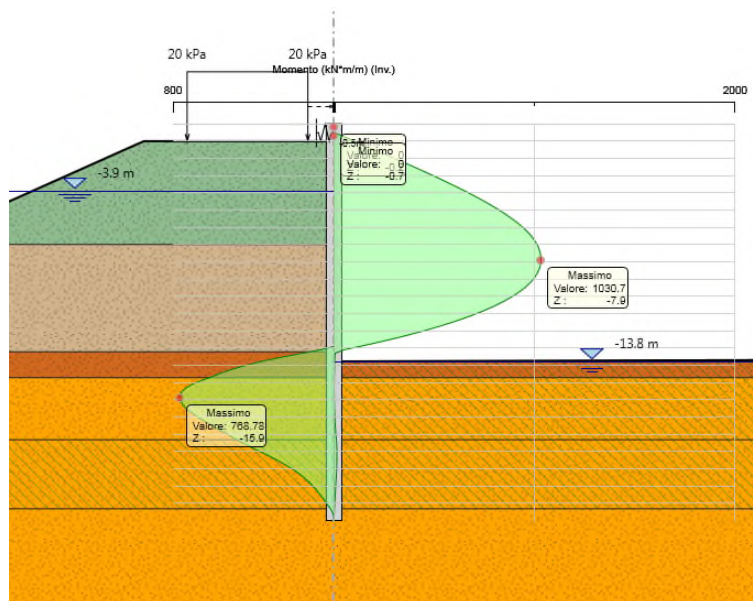 20 kPa 20 kPa
Momento (kN*m/m) (Inv.)
800 2000
Minimo
Minimo
Valore: 0
Z : -0.7
-3.9 m
Massimo
Valore: 1030.7
Z : -7.9
-13.8 m
Massimo
Valore: 768.78
Z : -15.9